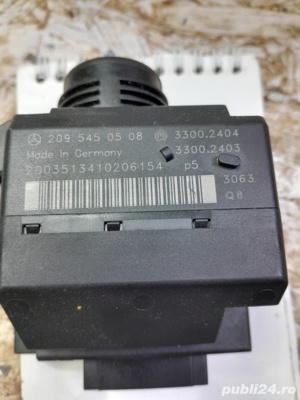 209 545 05 08 3300.2404
Made In Germany 3300.2403
2003513410206154 p5
3063
Q8
publi24.ro